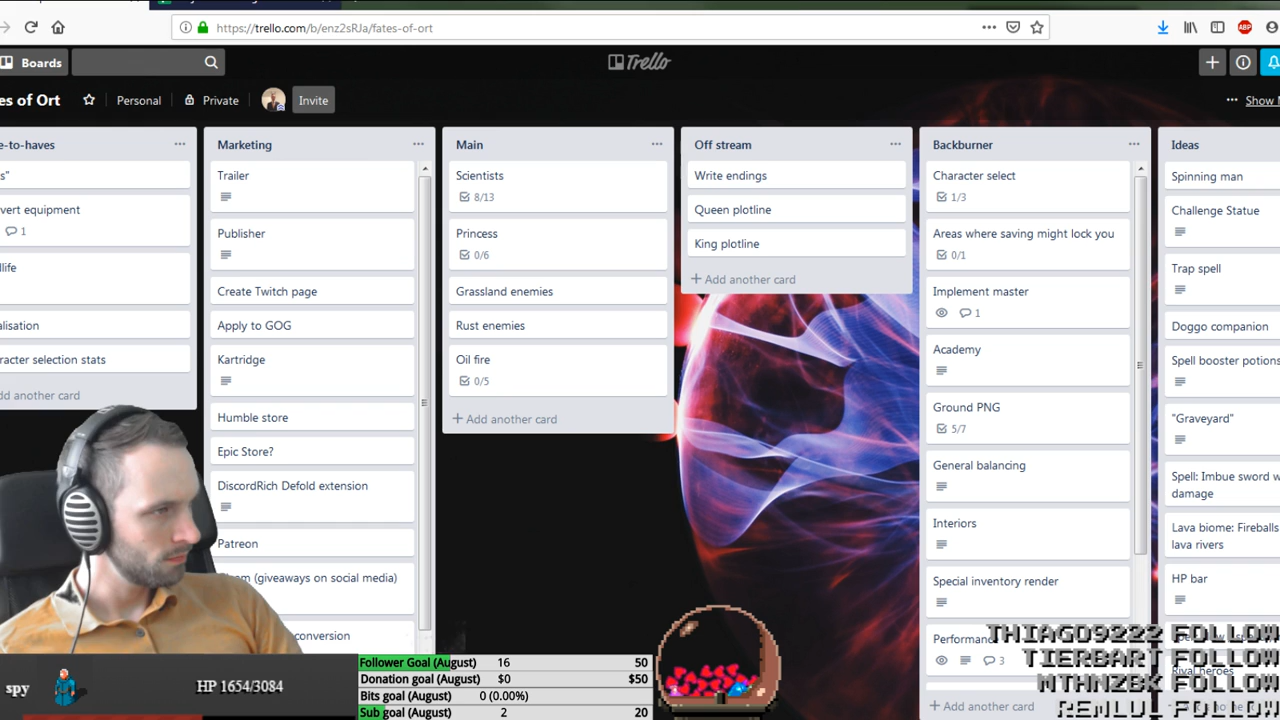 https://trello.com/b/enz2sRJa/fates-of-ort
ABP
Boards
Trello
es of Ort
Personal
Private
Invite
Show
e-to-haves
s"
vert equipment
1
dlife
alisation
racter selection stats
dd another card
Marketing
Trailer
Publisher
Create Twitch page
Apply to GOG
Kartridge
Humble store
Epic Store?
DiscordRich Defold extension
Patreon
(giveaways on social media)
conversion
Main
Scientists
8/13
Princess
0/6
Grassland enemies
Rust enemies
Oil fire
0/5
+ Add another card
Off stream
Write endings
Queen plotline
King plotline
+ Add another card
Backburner
Character select
1/3
Areas where saving might lock you
0/1
Implement master
1
Academy
Ground PNG
5/7
General balancing
Interiors
Special inventory render
Performanc
3
+ Add another card
Ideas
Spinning man
Challenge Statue
Trap spell
Doggo companion
Spell booster potions
"Graveyard"
Spell: Imbue sword w
damage
Lava biome: Fireballs
lava rivers
HP bar
Rival heroes
THIAGO9222 FOLLOW
TIERBART FOLLOW
MTHNZBK FOLLOW
REMLUL FOLLOW
spy
HP 1654/3084
Follower Goal (August) 16 50
Donation goal (August) $0 $50
Bits goal (August) 0 (0.00%)
Sub goal (August) 2 20